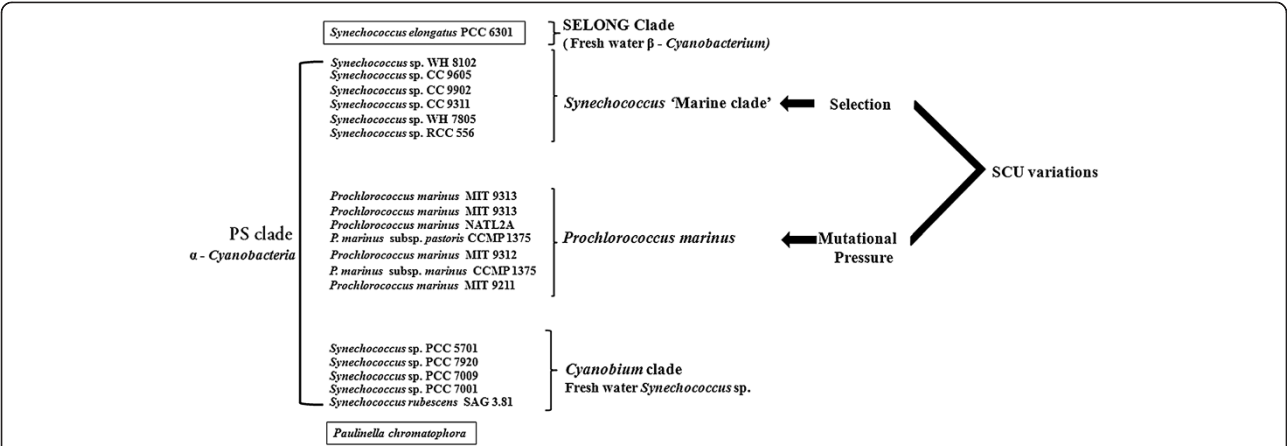 Synechococcus elongatus PCC 6301
SELONG Clade
( Fresh water β - Cyanobacterium)
Synechococcus sp. WH 8102
Synechococcus sp. CC 9605
Synechococcus sp. CC 9902
Synechococcus sp. CC 9311
Synechococcus sp. WH 7805
Synechococcus sp. RCC 556
Synechococcus ‘Marine clade’
Selection
SCU variations
Prochlorococcus marinus MIT 9313
Prochlorococcus marinus MIT 9313
Prochlorococcus marinus NATL2A
P. marinus subsp. pastoris CCMP 1375
Prochlorococcus marinus MIT 9312
P. marinus subsp. marinus CCMP 1375
Prochlorococcus marinus MIT 9211
Prochlorococcus marinus
Mutational
Pressure
PS clade
α - Cyanobacteria
Synechococcus sp. PCC 5701
Synechococcus sp. PCC 7920
Synechococcus sp. PCC 7009
Synechococcus sp. PCC 7001
Synechococcus rubescens SAG 3.81
Cyanobium clade
Fresh water Synechococcus sp.
Paulinella chromatophora